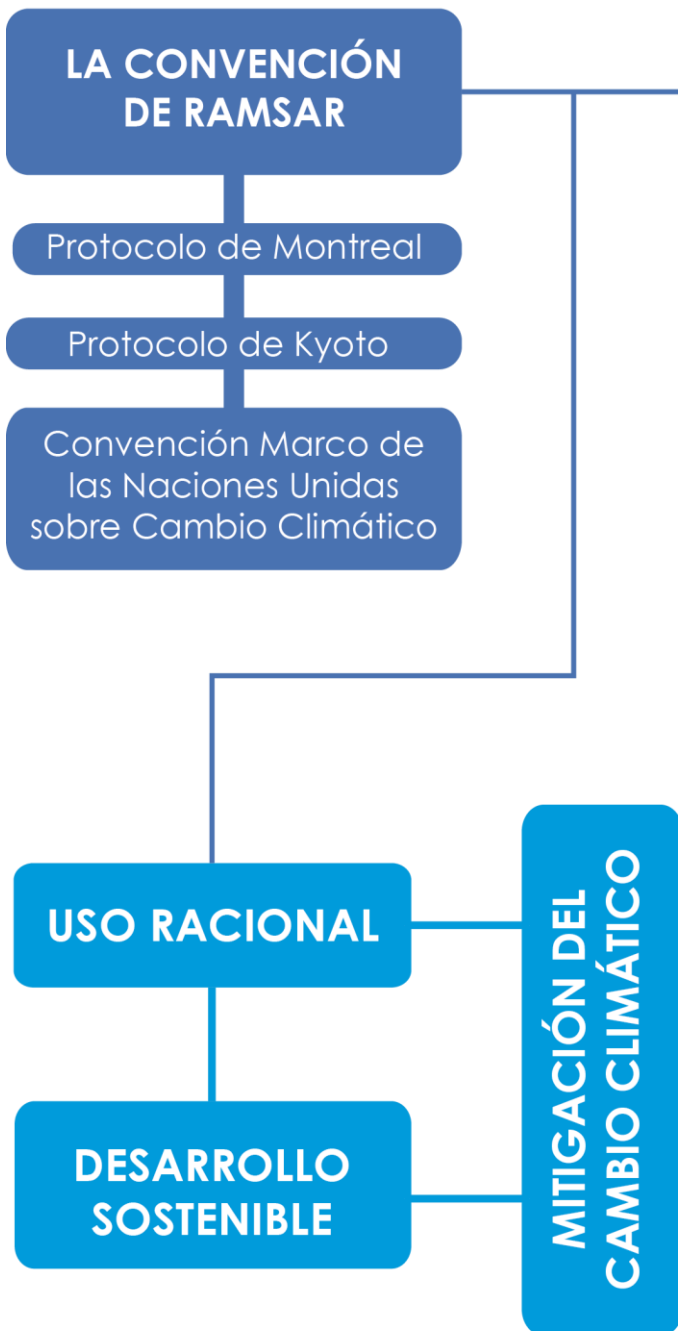 LA CONVENCIÓN
DE RAMSAR
Protocolo de Montreal
Protocolo de Kyoto
Convención Marco de
las Naciones Unidas
sobre Cambio Climático
USO RACIONAL
DESARROLLO
SOSTENIBLE
MITIGACIÓN DEL
CAMBIO CLIMÁTICO